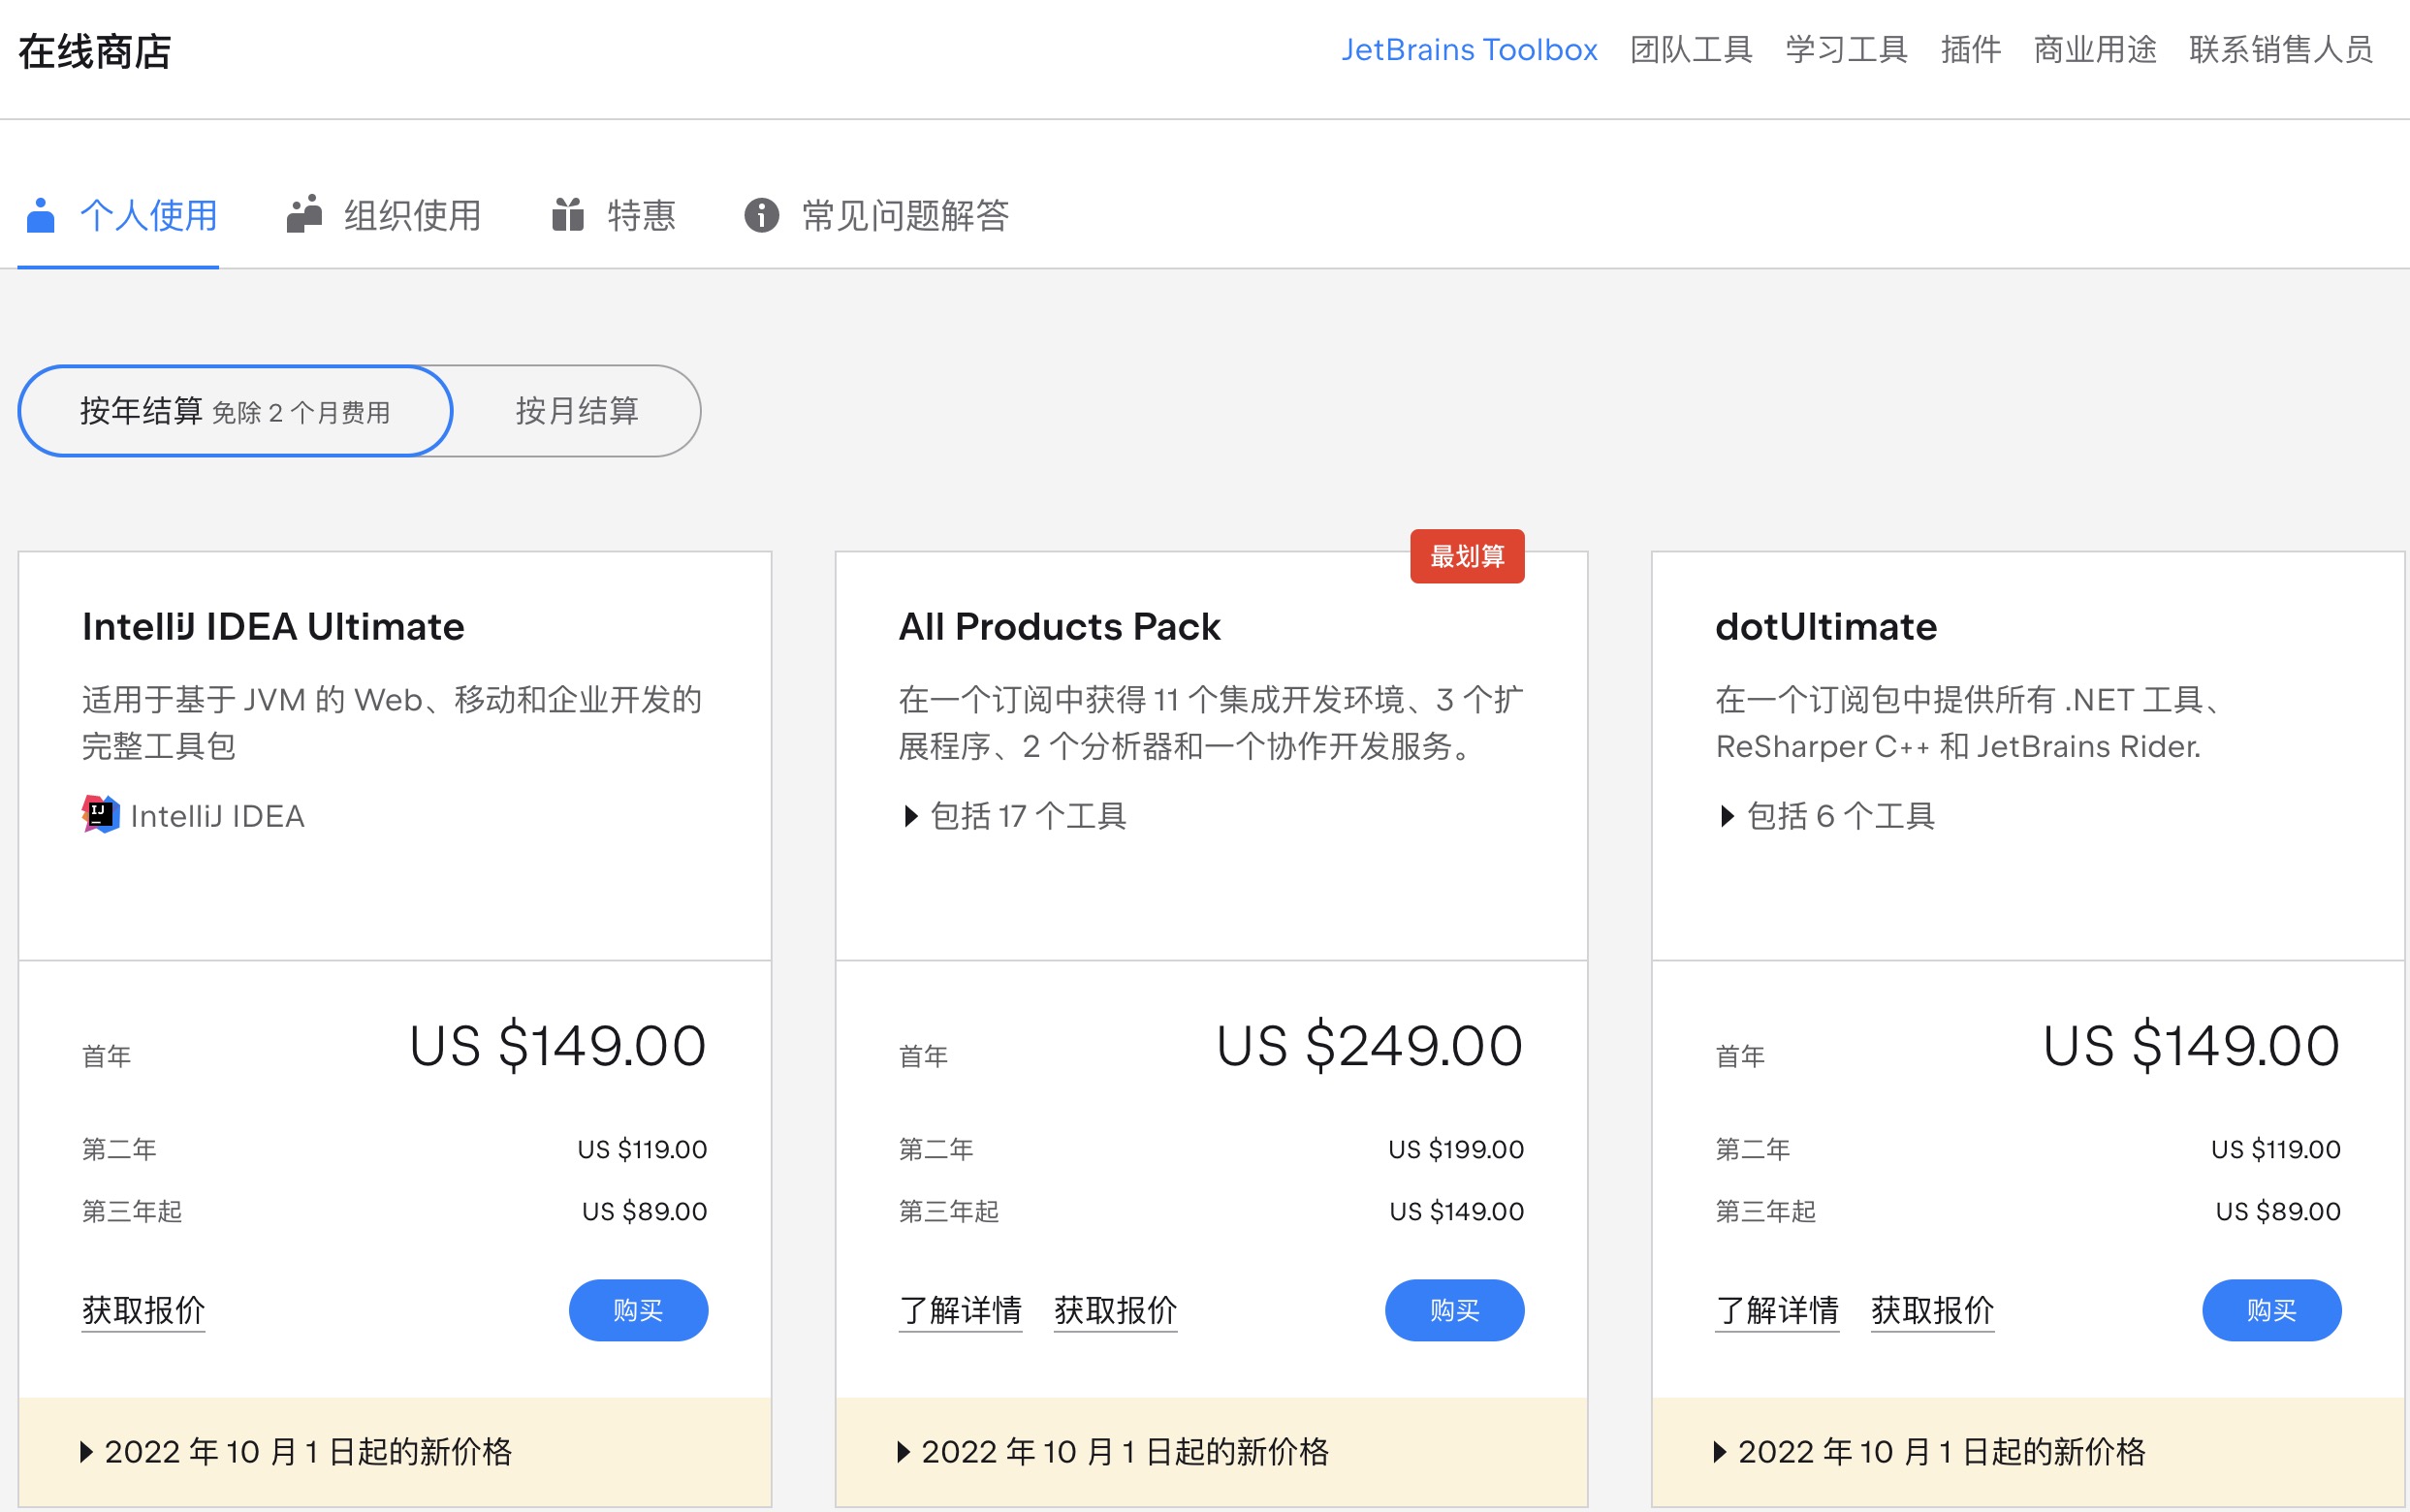 在线商店
JetBrains Toolbox 团队工具 学习工具 插件 商业用途 联系销售人员
个人使用 组织使用 特惠 常见问题解答
按年结算 免除 2 个月费用 按月结算
最划算
IntelliJ IDEA Ultimate
适用于基于 JVM 的 Web、移动和企业开发的
完整工具包
IntelliJ IDEA
首年 US $149.00
第二年 US $119.00
第三年起 US $89.00
获取报价 购买
2022 年 10 月 1 日起的新价格
All Products Pack
在一个订阅中获得 11 个集成开发环境、3 个扩
展程序、2 个分析器和一个协作开发服务。
包括 17 个工具
首年 US $249.00
第二年 US $199.00
第三年起 US $149.00
了解详情 获取报价 购买
2022 年 10 月 1 日起的新价格
dotUltimate
在一个订阅包中提供所有 .NET 工具、
ReSharper C++ 和 JetBrains Rider.
包括 6 个工具
首年 US $149.00
第二年 US $119.00
第三年起 US $89.00
了解详情 获取报价 购买
2022 年 10 月 1 日起的新价格